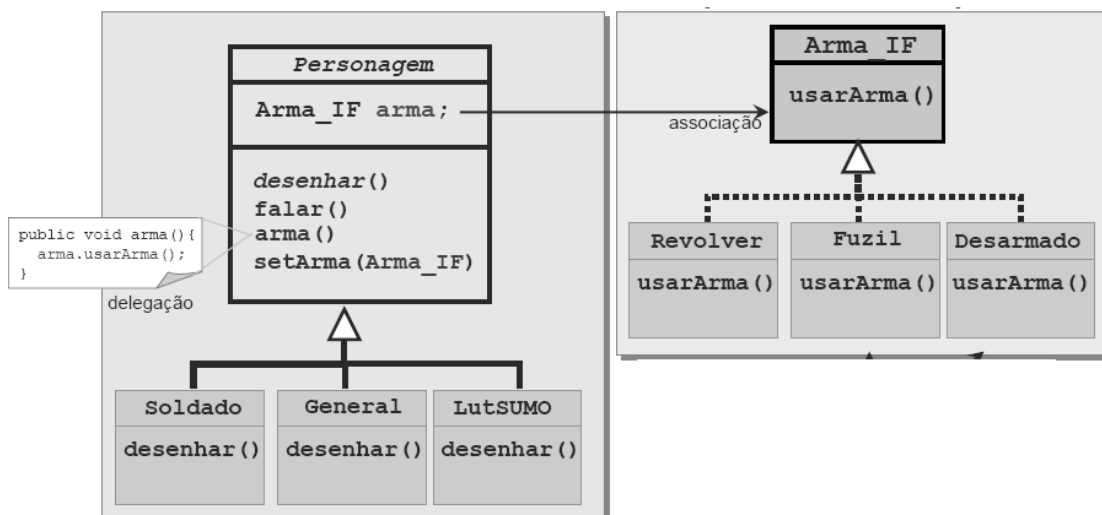 Personagem
Arma_IF arma;
desenhar()
falar()
arma()
setArma(Arma_IF)
public void arma(){
arma.usarArma();
}
delegação
Soldado
desenhar()
General
desenhar()
LutSUMO
desenhar()
associação
Arma_IF
usarArma()
Revolver
usarArma()
Fuzil
usarArma()
Desarmado
usarArma()